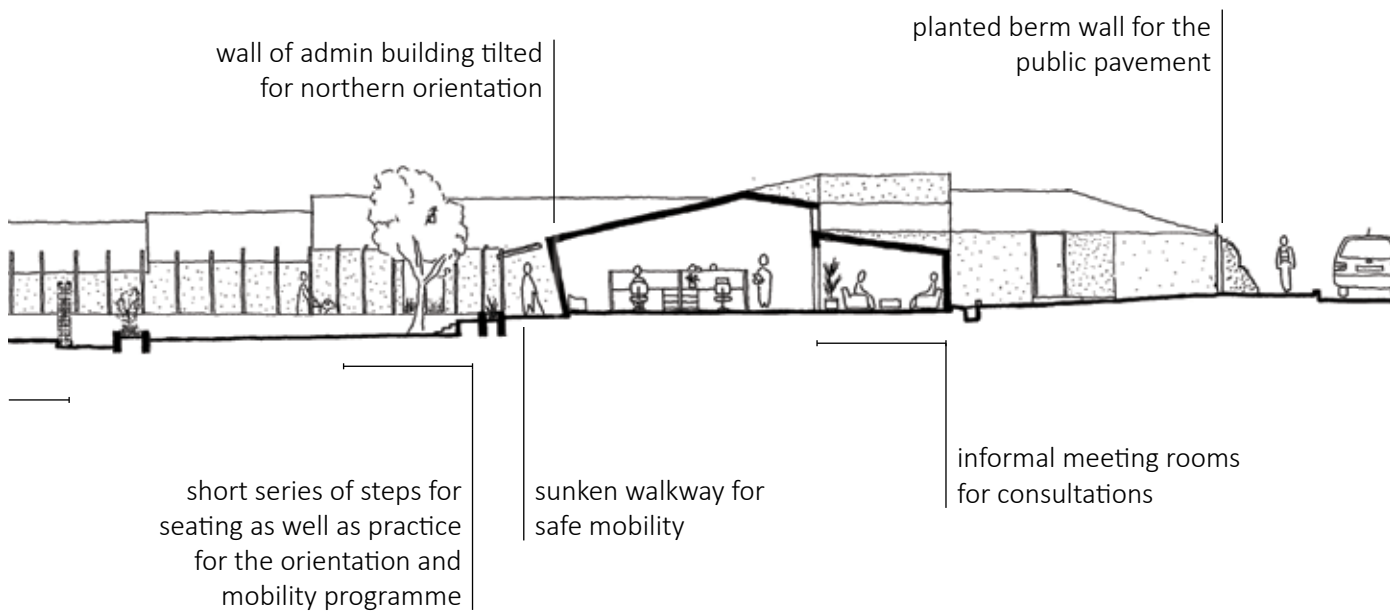 wall of admin building tilted
for northern orientation
planted berm wall for the
public pavement
short series of steps for
seating as well as practice
for the orientation and
mobility programme
sunken walkway for
safe mobility
informal meeting rooms
for consultations